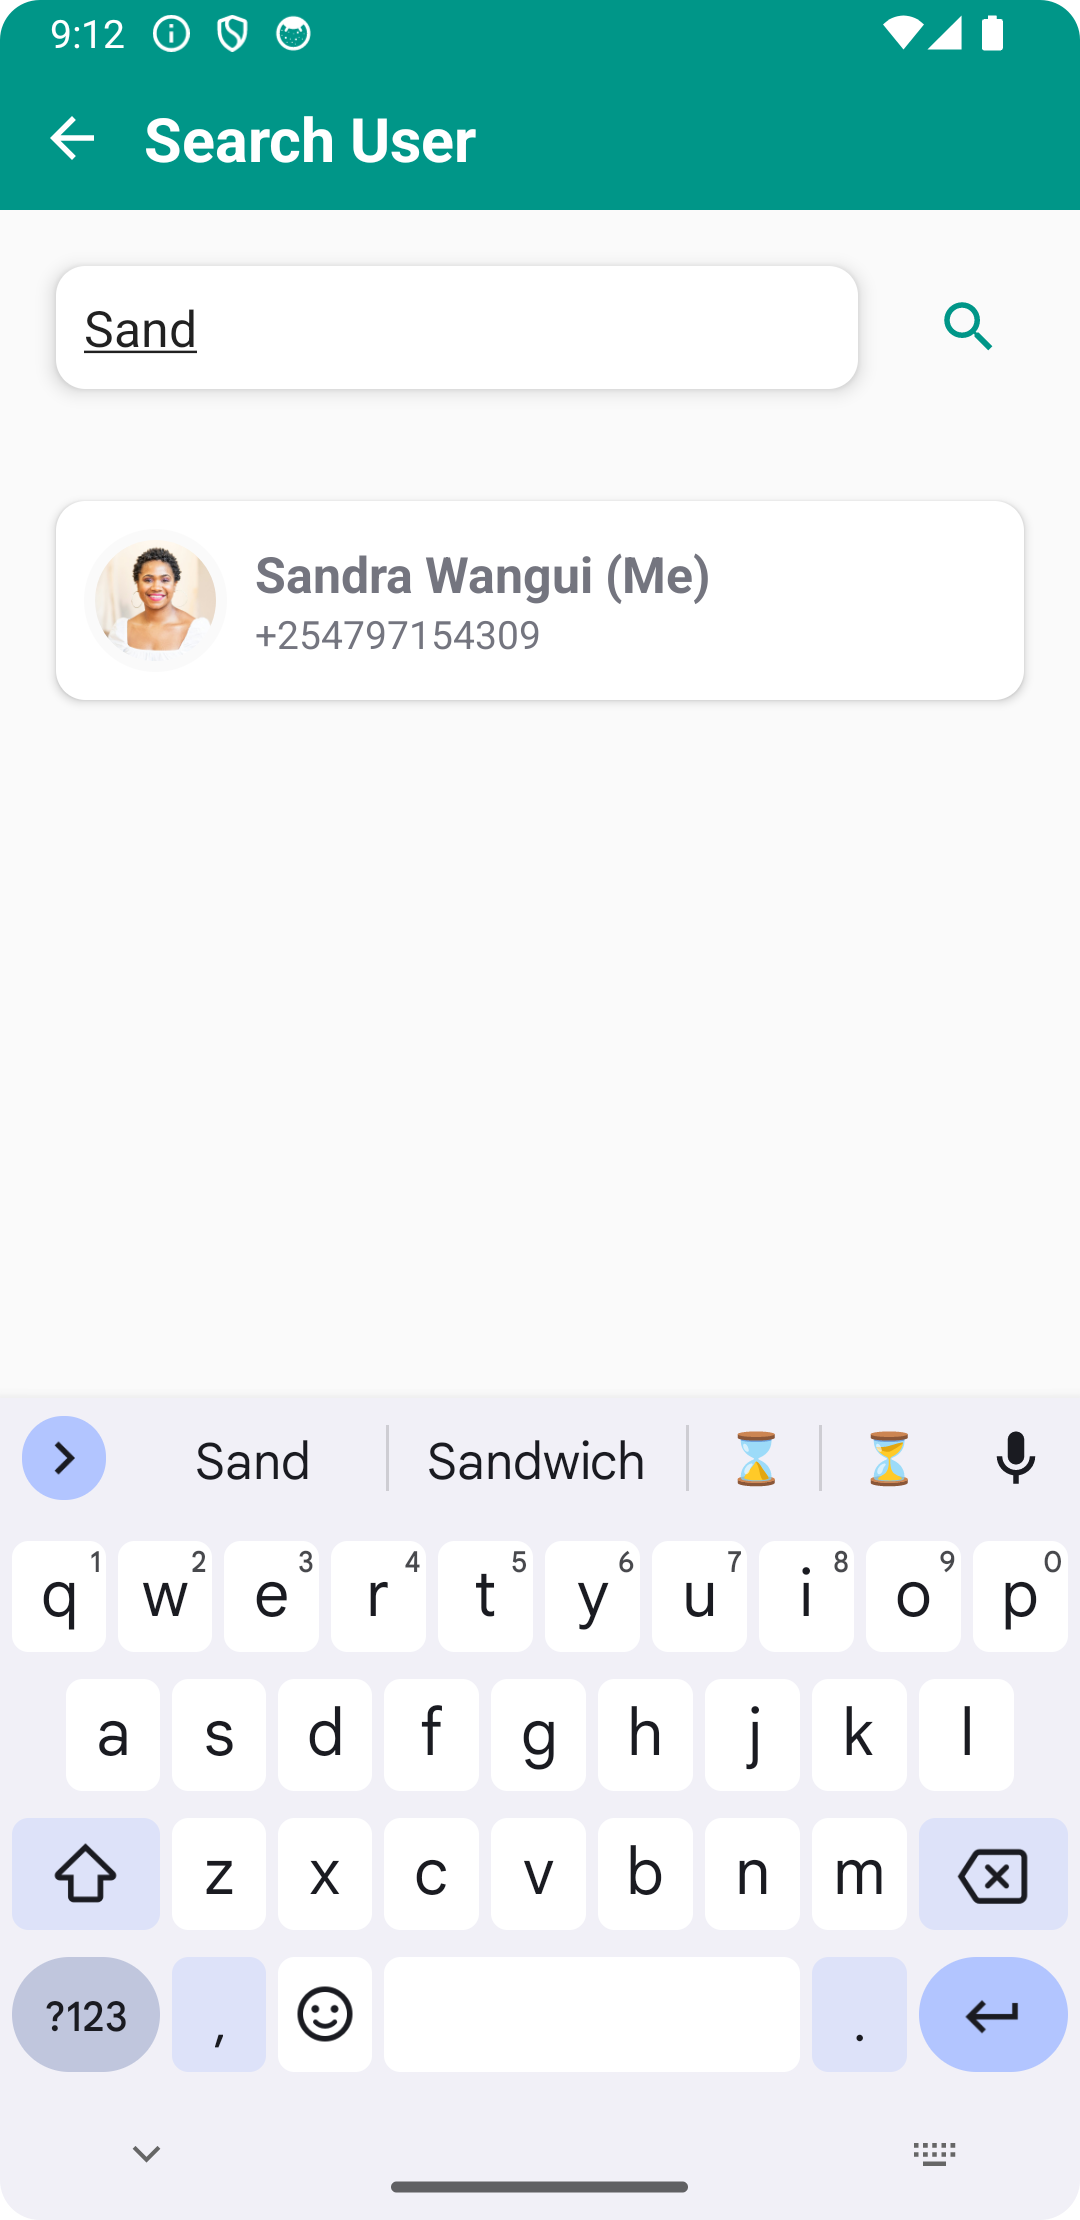 9:12
Search User
Sand
Sandra Wangui (Me)
+254797154309
Sand Sandwich
q 1 w 2 e 3 r 4 t 5 y 6 u 7 i 8 o 9 p 0
a s d f g h j k l
z x c v b n m
?123 , .